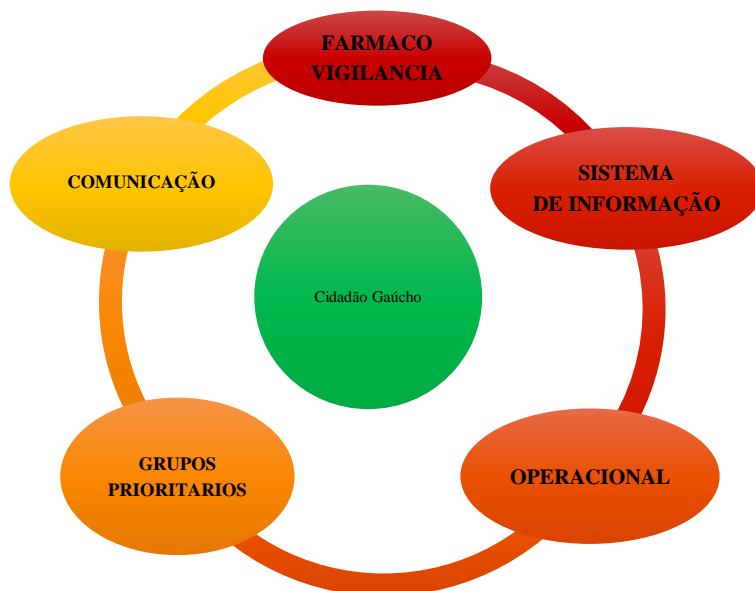 FARMACO
VIGILANCIA
SISTEMA
DE INFORMAÇÃO
OPERACIONAL
GRUPOS
PRIORITARIOS
COMUNICAÇÃO
Cidadão Gaúcho